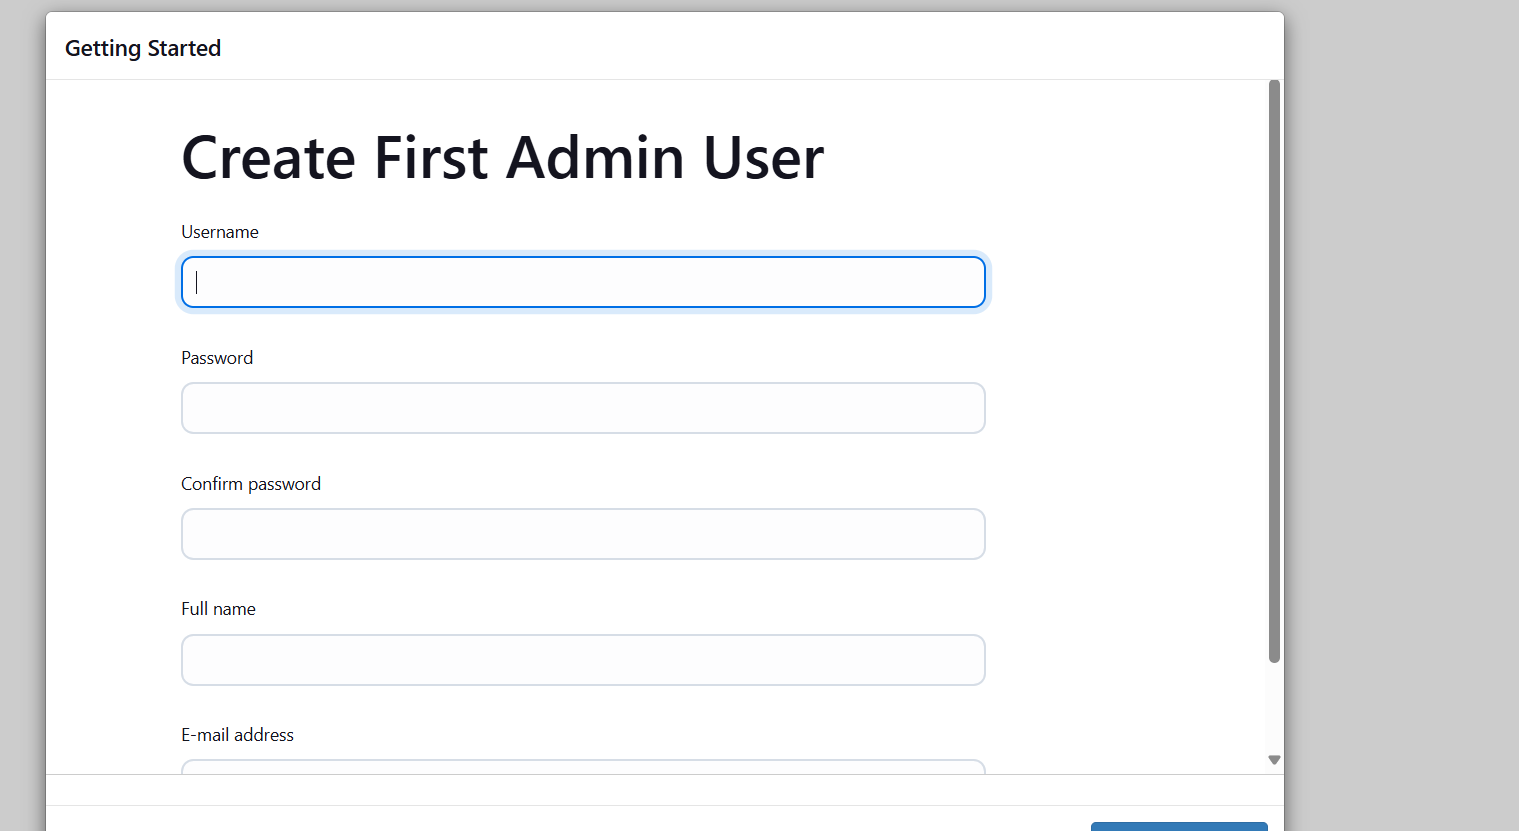 Getting Started
Create First Admin User
Username
Password
Confirm password
Full name
E-mail address